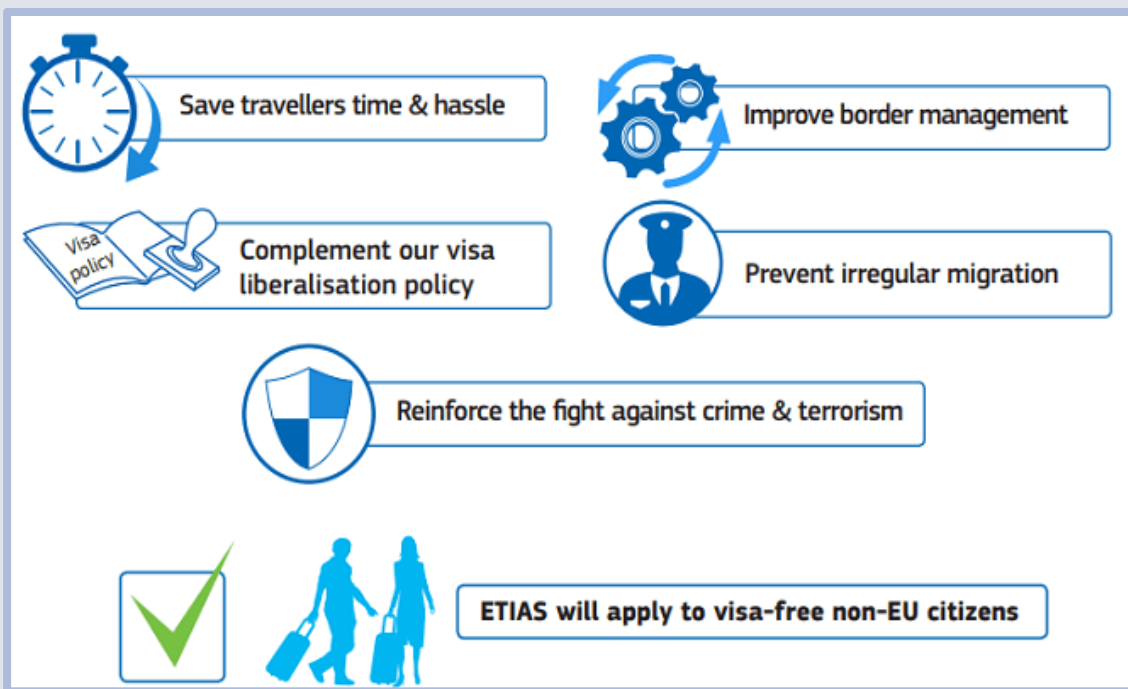 Save travellers time & hassle
Improve border management
Visa
policy
Complement our visa
liberalisation policy
Prevent irregular migration
Reinforce the fight against crime & terrorism
ETIAS will apply to visa-free non-EU citizens